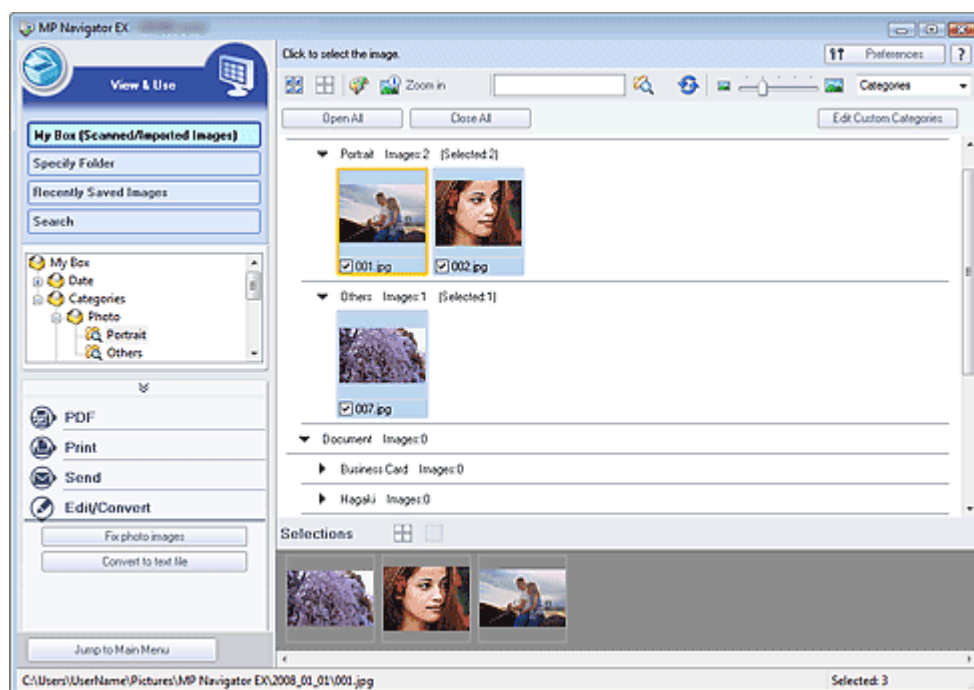 MP Navigator EX
View & Use
My Box (Scanned/Imported Images)
Specify Folder
Recently Saved Images
Search
My Box
Date
Categories
Photo
Portrait
Others
PDF
Print
Send
Edit/Convert
Fix photo images
Convert to text file
Jump to Main Menu
Click to select the image.
Preferences
?
Zoom in
Categories
Open All
Close All
Edit Custom Categories
Portrait Images:2 (Selected:2)
001.jpg
002.jpg
Others Images:1 (Selected:1)
007.jpg
Document Images:0
Business Card Images:0
Hagaki Images:0
Selections
C:\Users\UserName\Pictures\MP Navigator EX\2008_01_01\001.jpg
Selected: 3